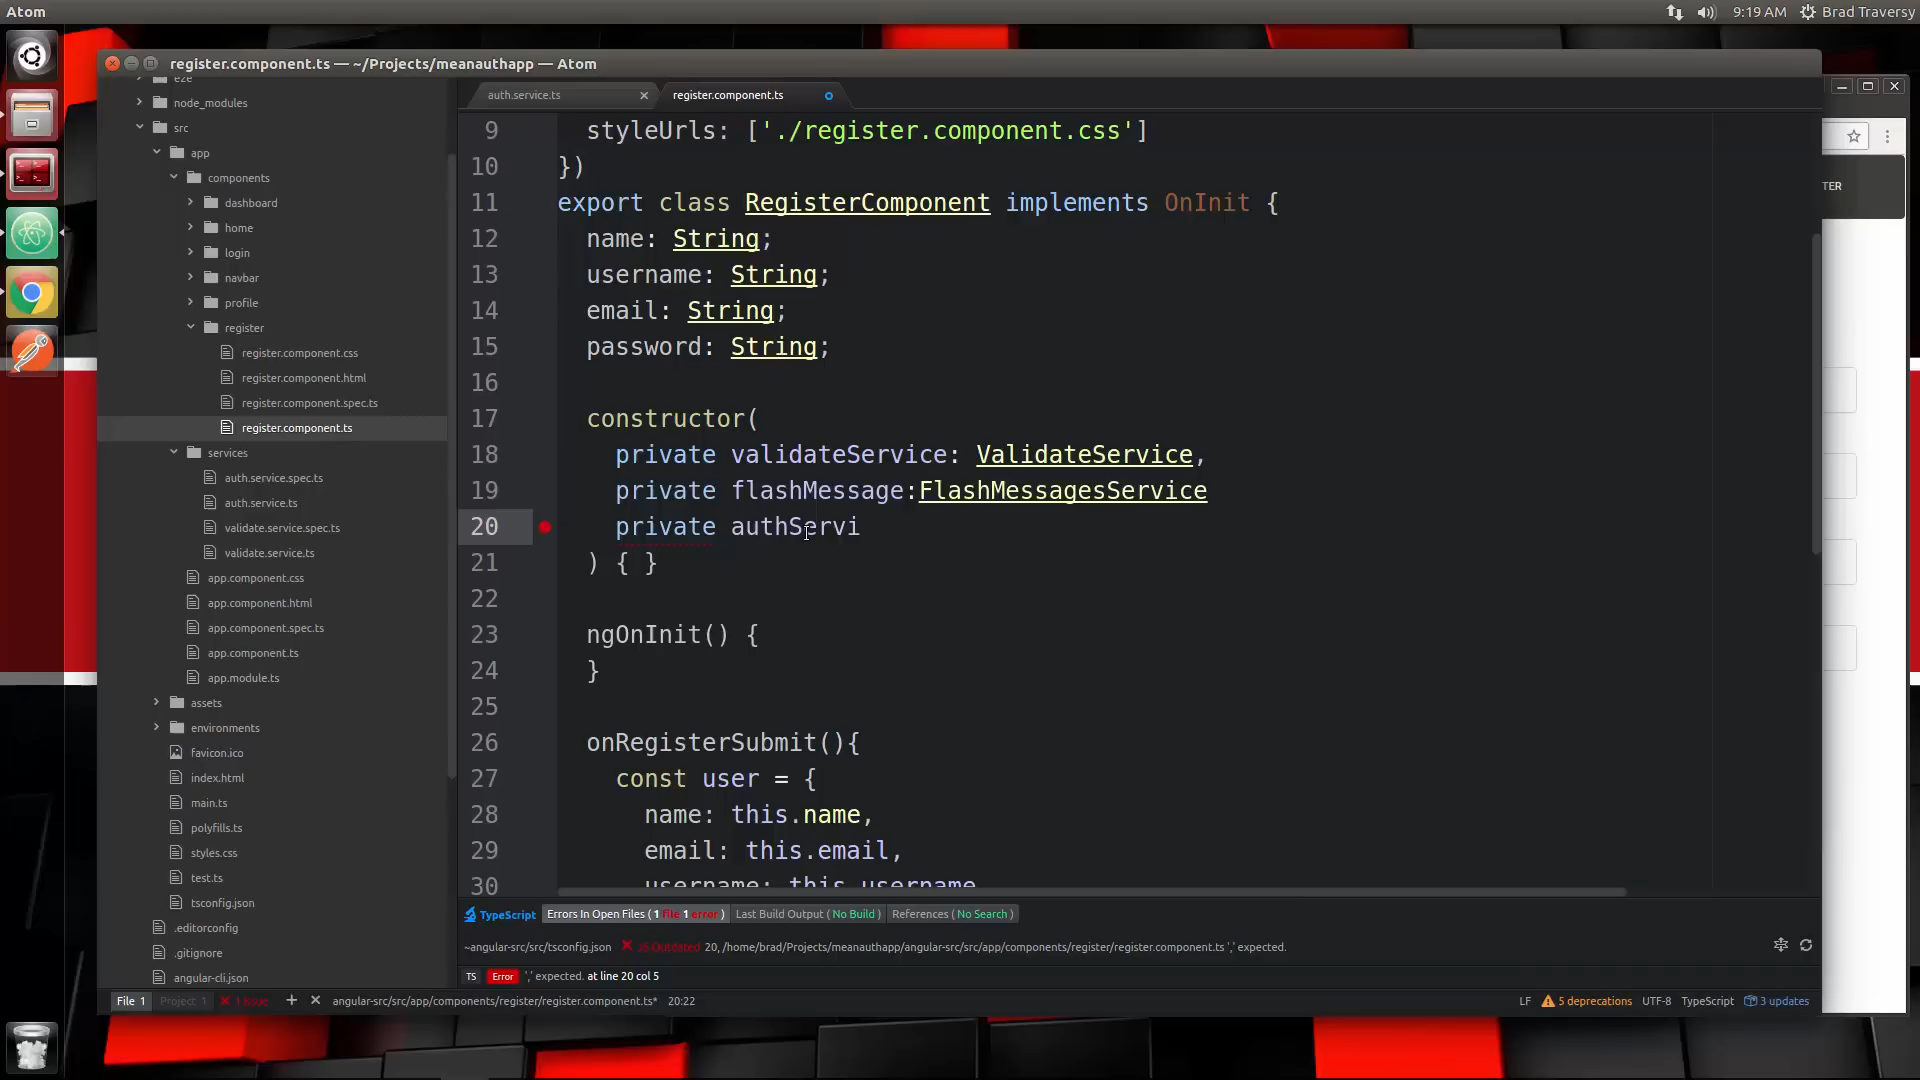 Atom
9:19 AM
Brad Traversy
register.component.ts — ~/Projects/meanauthapp — Atom
e2e
node_modules
src
app
components
dashboard
home
login
navbar
profile
register
register.component.css
register.component.html
register.component.spec.ts
register.component.ts
services
auth.service.spec.ts
auth.service.ts
validate.service.spec.ts
validate.service.ts
app.component.css
app.component.html
app.component.spec.ts
app.component.ts
app.module.ts
assets
environments
favicon.ico
index.html
main.ts
polyfills.ts
styles.css
test.ts
tsconfig.json
.editorconfig
.gitignore
angular-cli.json
auth.service.ts
register.component.ts
9 styleUrls: ['./register.component.css']
10 })
11 export class RegisterComponent implements OnInit {
12 name: String;
13 username: String;
14 email: String;
15 password: String;
16
17 constructor(
18 private validateService: ValidateService,
19 private flashMessage:FlashMessagesService
20 private authServi
21 ) { }
22
23 ngOnInit() {
24 }
25
26 onRegisterSubmit(){
27 const user = {
28 name: this.name,
29 email: this.email,
30 username: this.username
TER
TypeScript Errors In Open Files ( 1 file 1 error ) Last Build Output ( No Build ) References ( No Search )
~angular-src/src/tsconfig.json JS Outdated 20, /home/brad/Projects/meanauthapp/angular-src/src/app/components/register/register.component.ts ',' expected.
TS Error ',' expected. at line 20 col 5
File 1 Project 1 1 Issue angular-src/src/app/components/register/register.component.ts* 20:22 LF 5 deprecations UTF-8 TypeScript 3 updates